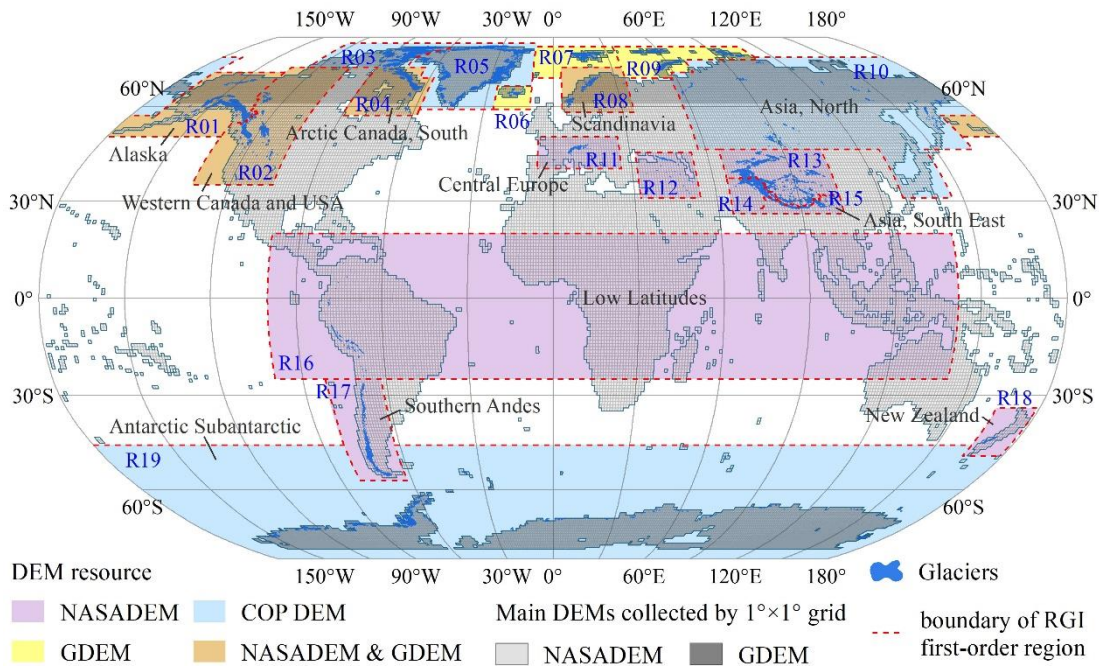 150°W 90°W 30°W 0° 60°E 120°E 180°
R03 R05 R07 R09 R10
60°N 60°N
R04 R08 Asia, North
R01 R06
Arctic Canada, South Scandinavia
Alaska R02 R11 R13
Central Europe R12 R14 R15
Western Canada and USA
30°N 30°N
Asia, South East
0° Low Latitudes 0°
R16
30°S R17 30°S
Southern Andes R18
New Zealand
Antarctic Subantarctic
R19
60°S 60°S
150°W 90°W 30°W 0° 60°E 120°E 180°
DEM resource Glaciers
NASADEM COP DEM Main DEMs collected by 1°×1° grid
boundary of RGI
first-order region
GDEM NASADEM & GDEM NASADEM GDEM